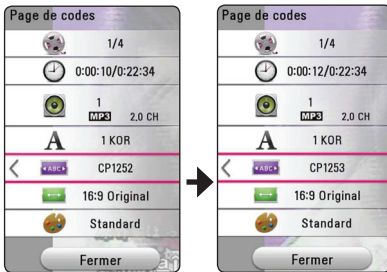 Page de codes
1/4
0:00:10/0:22:34
1
MP3 2.0 CH
A 1 KOR
ABC CP1252
16:9 Original
Standard
Fermer
Page de codes
1/4
0:00:12/0:22:34
1
MP3 2.0 CH
A 1 KOR
ABC CP1253
16:9 Original
Standard
Fermer